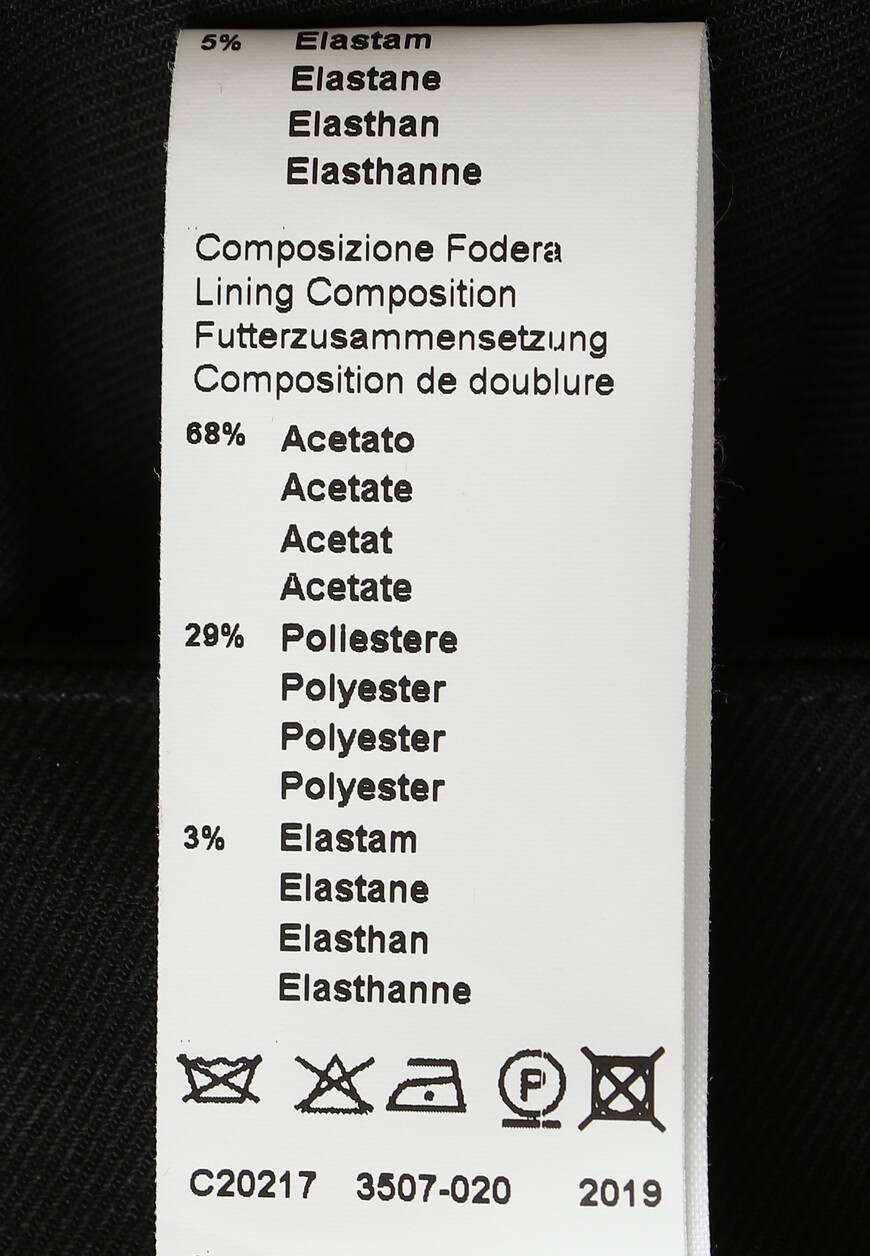 5% Elastam
Elastane
Elasthan
Elasthanne
Composizione Fodera
Lining Composition
Futterzusammensetzung
Composition de doublure
68% Acetato
Acetate
Acetat
Acetate
29% Poliestere
Polyester
Polyester
Polyester
3% Elastam
Elastane
Elasthan
Elasthanne
P
C20217 3507-020 2019